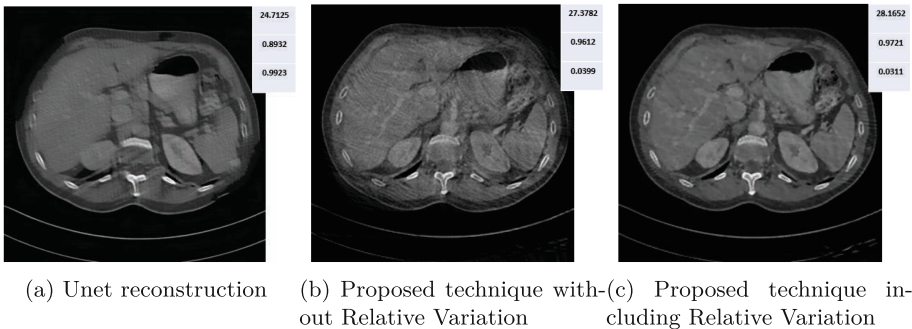 24.7125
0.8932
0.9923
27.3782
0.9612
0.0399
28.1652
0.9721
0.0311
(a) Unet reconstruction
(b) Proposed technique with-
out Relative Variation
(c) Proposed technique in-
cluding Relative Variation